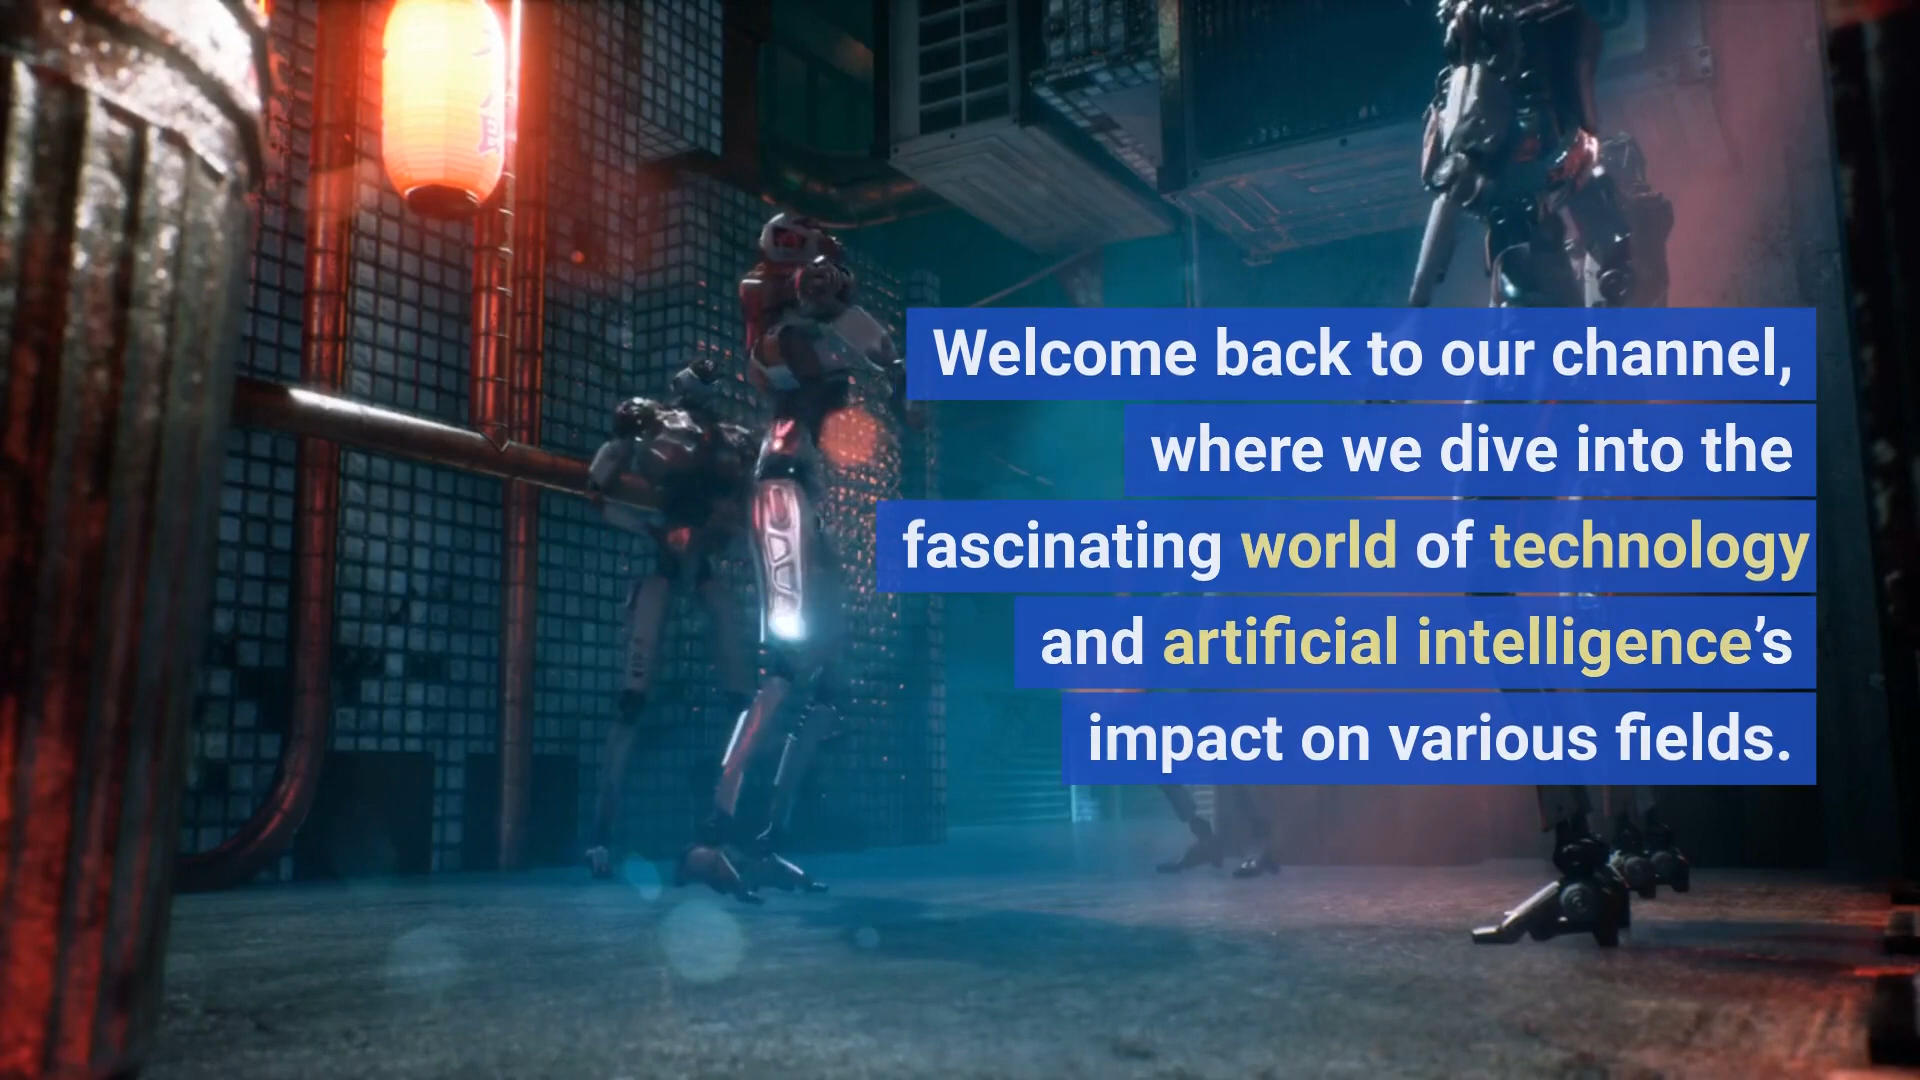 Welcome back to our channel,
where we dive into the
fascinating world of technology
and artificial intelligence’s
impact on various fields.